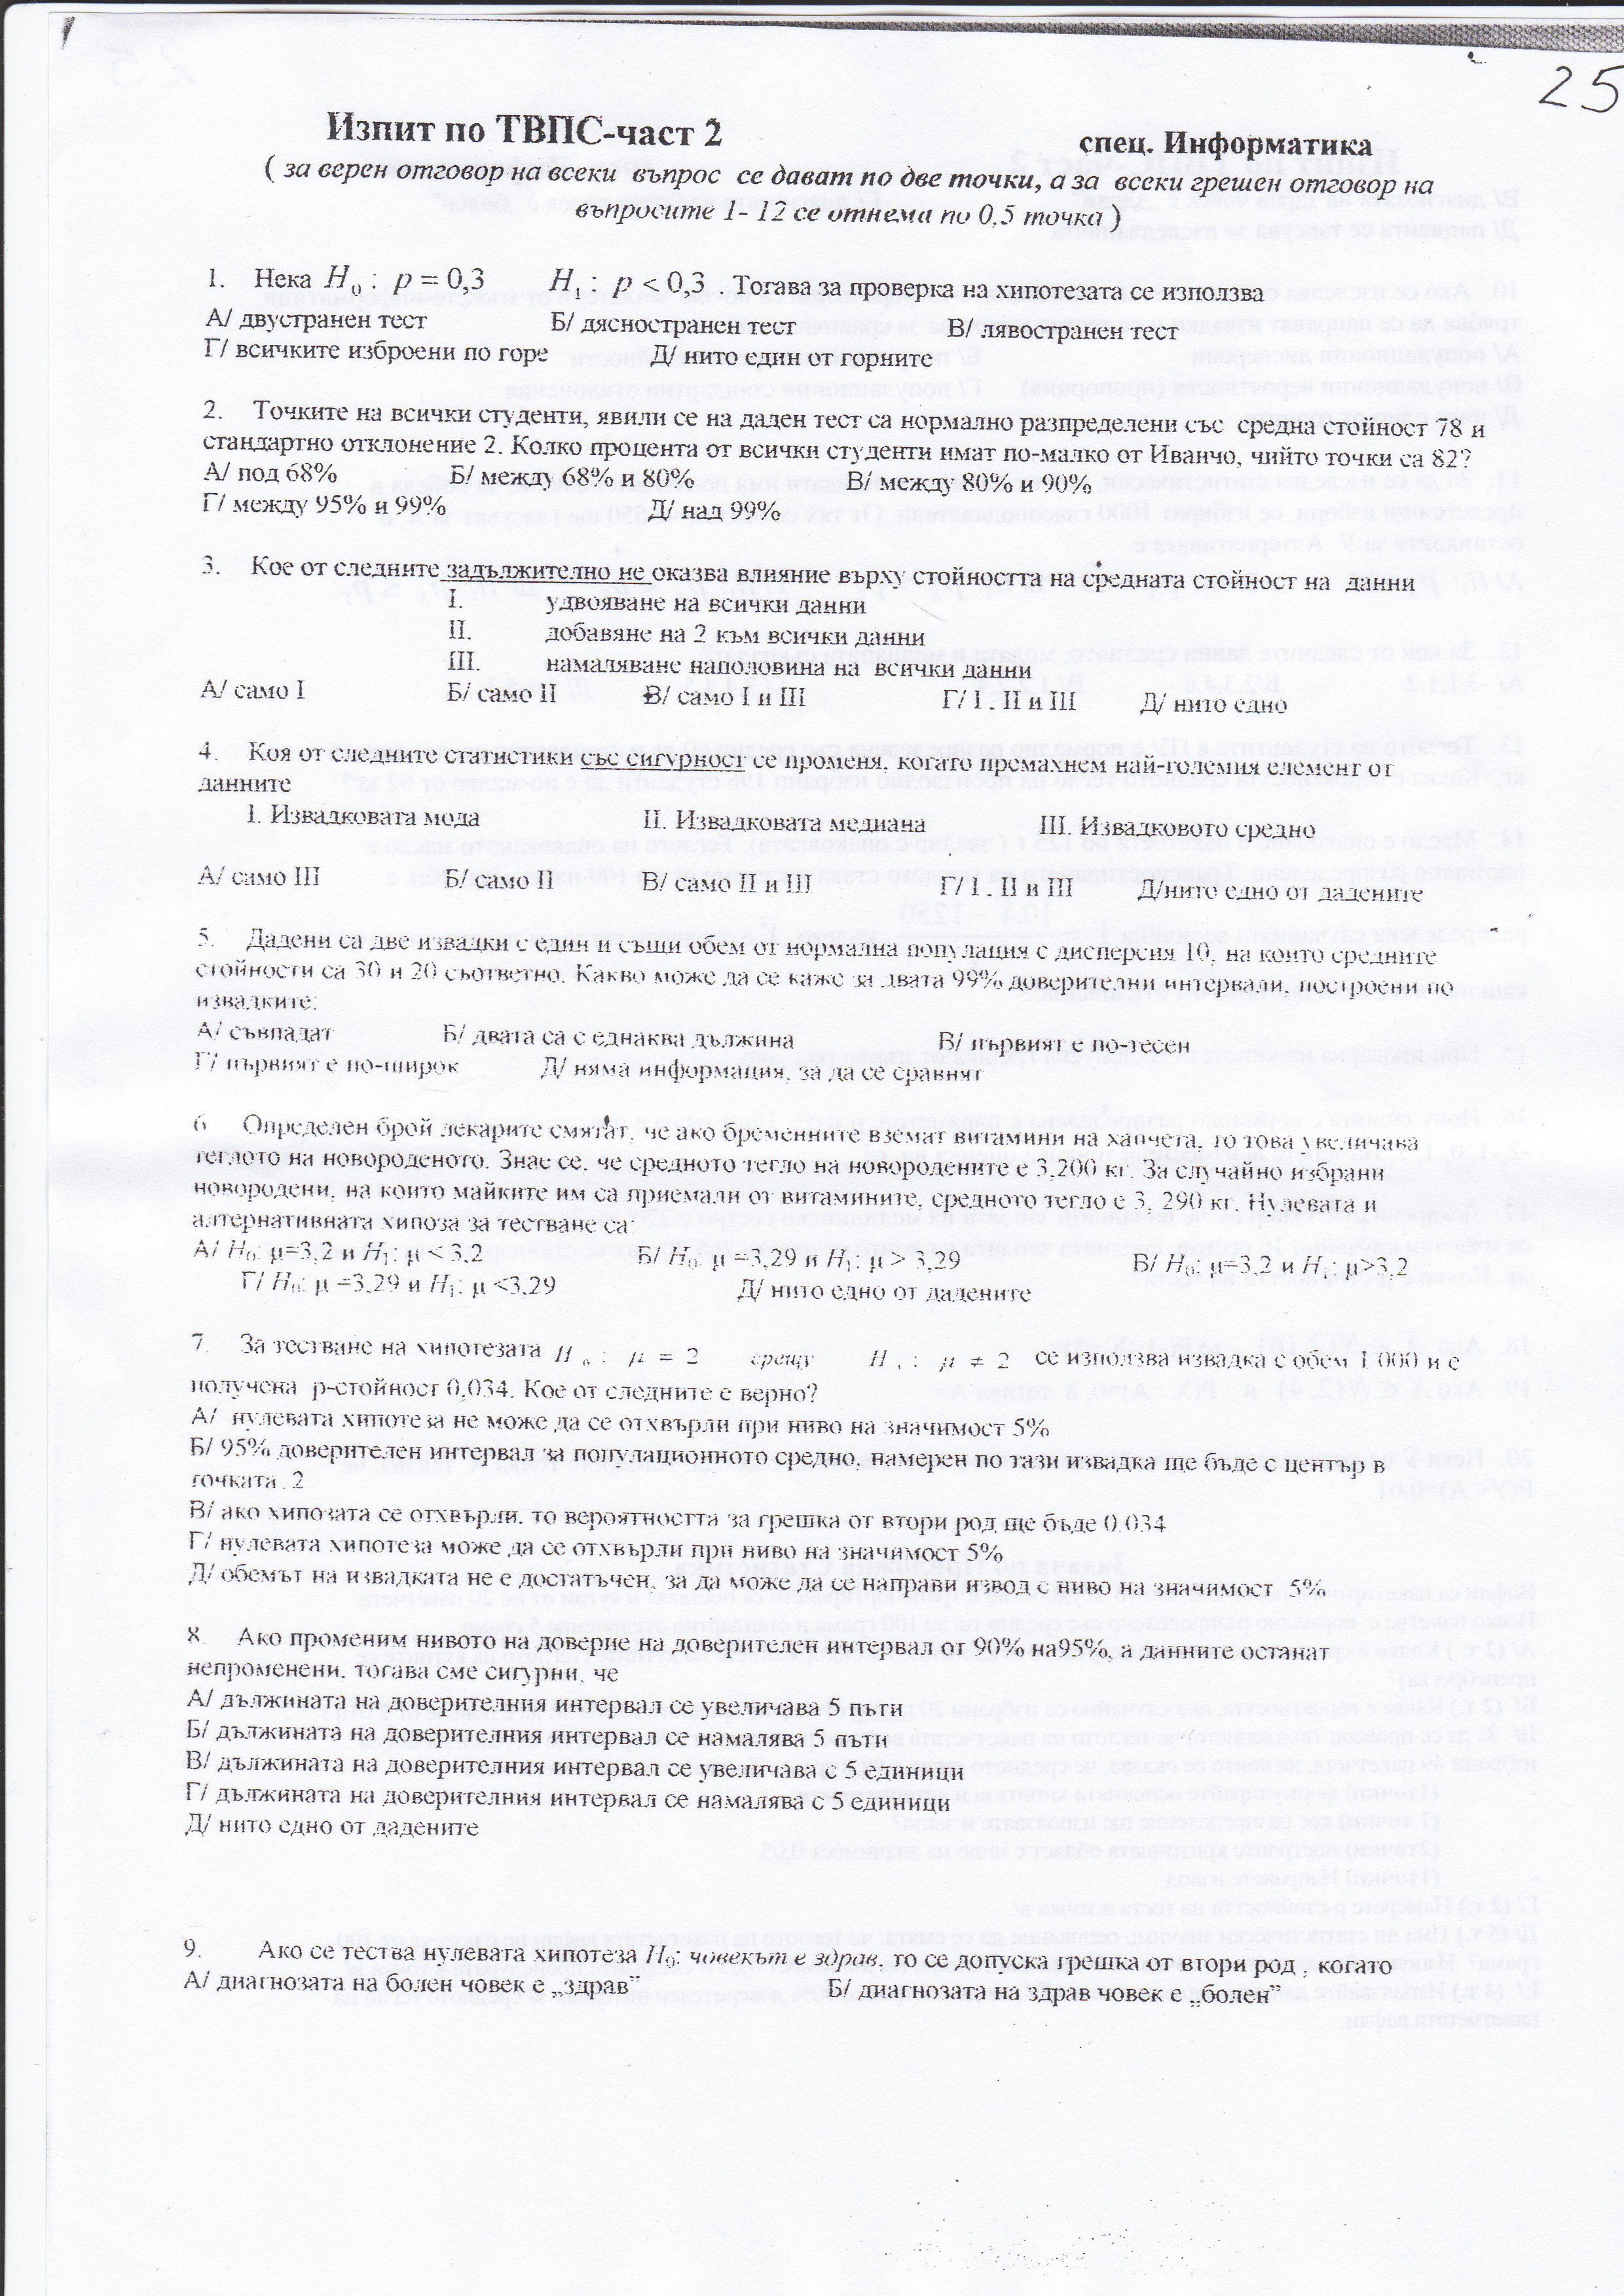 25
Изпит по ТВПС-част 2 спец. Информатика
( за верен отговор на всеки въпрос се дават по две точки, а за всеки грешен отговор на
въпросите 1- 12 се отнема по 0,5 точка )
1. Нека H₀ : p = 0,3 H₁ : p < 0,3 . Тогава за проверка на хипотезата се използва
А/ двустранен тест Б/ дясностранен тест В/ лявостранен тест
Г/ всичките изброени по горе Д/ нито един от горните
2. Точките на всички студенти, явили се на даден тест са нормално разпределени със средна стойност 78 и
стандартно отклонение 2. Колко процента от всички студенти имат по-малко от Иванчо, чийто точки са 82?
А/ под 68% Б/ между 68% и 80% В/ между 80% и 90%
Г/ между 95% и 99% Д/ над 99%
3. Кое от следните задължително не оказва влияние върху стойността на средната стойност на данни
I. удвояване на всички данни
II. добавяне на 2 към всички данни
III. намаляване наполовина на всички данни
А/ само I Б/ само II В/ само I и III Г/ I , II и III Д/ нито едно
4. Коя от следните статистики със сигурност се променя, когато премахнем най-големия елемент от
данните
I. Извадковата мода II. Извадковата медиана III. Извадковото средно
А/ само III Б/ само II В/ само II и III Г/ I , II и III Д/нито едно от дадените
5. Дадени са две извадки с един и същи обем от нормална популация с дисперсия 10, на които средните
стойности са 30 и 20 съответно. Какво може да се каже за двата 99% доверителни интервали, построени по
извадките:
А/ съвпадат Б/ двата са с еднаква дължина В/ първият е по-тесен
Г/ първият е по-широк Д/ няма информация, за да се сравнят
6 Определен брой лекарите смятат, че ако бременните вземат витамини на хапчета, то това увеличава
теглото на новороденото. Знае се, че средното тегло на новородените е 3,200 кг. За случайно избрани
новородени, на които майките им са приемали от витамините, средното тегло е 3, 290 кг. Нулевата и
алтернативната хипоза за тестване са:
А/ H₀: μ=3,2 и H₁: μ < 3,2 Б/ H₀: μ =3,29 и H₁: μ > 3,29 В/ H₀: μ=3,2 и H₁: μ>3,2
Г/ H₀: μ =3,29 и H₁: μ <3,29 Д/ нито едно от дадените
7. За тестване на хипотезата H₀ : μ = 2 срещу H₁ : μ ≠ 2 се използва извадка с обем 1 000 и е
получена p-стойност 0,034. Кое от следните е вярно?
А/ нулевата хипотеза не може да се отхвърли при ниво на значимост 5%
Б/ 95% доверителен интервал за популационното средно, намерен по тази извадка ще бъде с център в
точката 2
В/ ако хипозата се отхвърли, то вероятността за грешка от втори род ще бъде 0,034
Г/ нулевата хипотеза може да се отхвърли при ниво на значимост 5%
Д/ обемът на извадката не е достатъчен, за да може да се направи извод с ниво на значимост 5%
8. Ако променим нивото на доверие на доверителен интервал от 90% на95%, а данните останат
непроменени, тогава сме сигурни, че
А/ дължината на доверителния интервал се увеличава 5 пъти
Б/ дължината на доверителния интервал се намалява 5 пъти
В/ дължината на доверителния интервал се увеличава с 5 единици
Г/ дължината на доверителния интервал се намалява с 5 единици
Д/ нито едно от дадените
9. Ако се тества нулевата хипотеза H₀: човекът е здрав, то се допуска грешка от втори род , когато
А/ диагнозата на болен човек е „здрав” Б/ диагнозата на здрав човек е „болен”